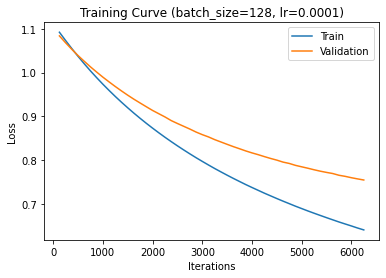 Training Curve (batch_size=128, lr=0.0001)
Train
Validation
Loss
1.1
1.0
0.9
0.8
0.7
0 1000 2000 3000 4000 5000 6000
Iterations